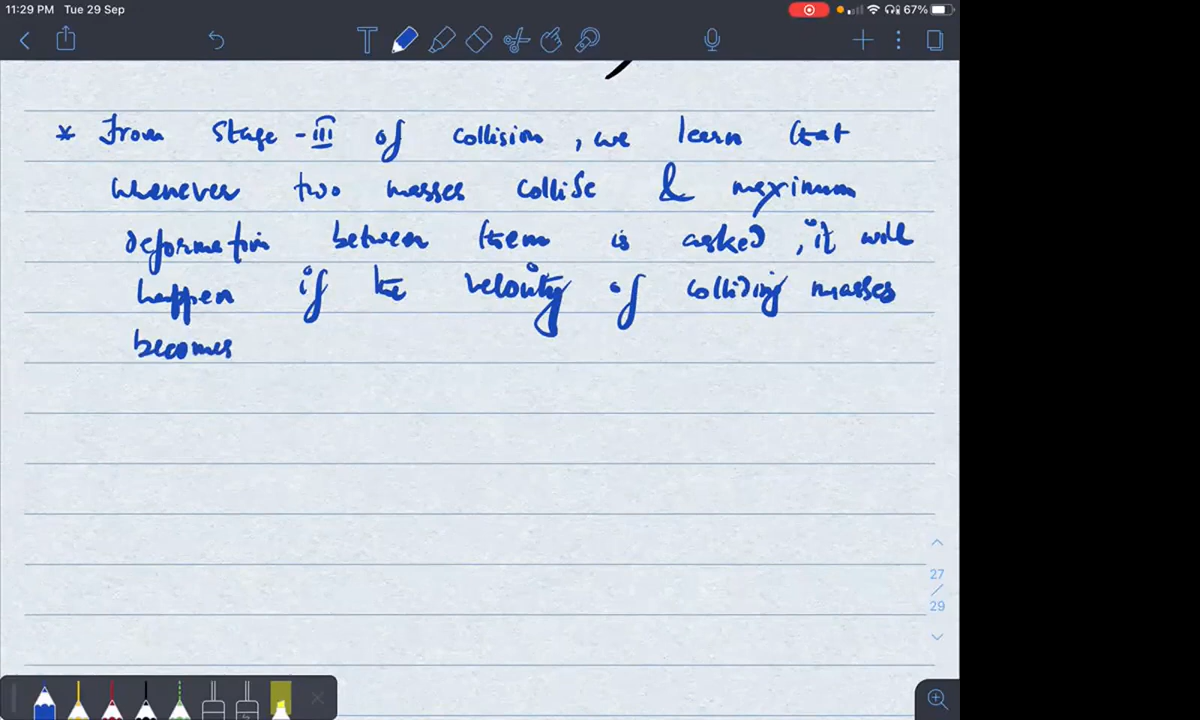 11:29 PM Tue 29 Sep
67%
* From Stage - III of collision, we learn that
whenever two masses collide & maximum
deformation between them is asked, it will
happen if the velocity of colliding masses
becomes
27
/
29